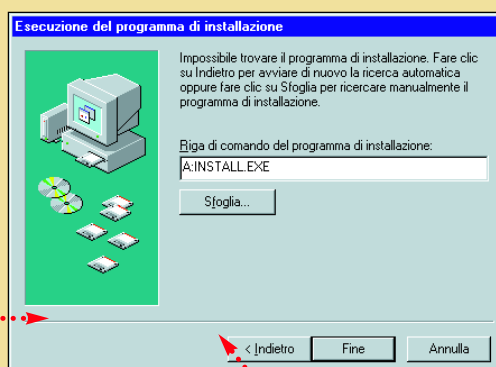 Esecuzione del programma di installazione
Impossibile trovare il programma di installazione. Fare clic
su Indietro per avviare di nuovo la ricerca automatica
oppure fare clic su Sfoglia per ricercare manualmente il
programma di installazione.
Riga di comando del programma di installazione:
A:INSTALL.EXE
Sfoglia...
< Indietro
Fine
Annulla